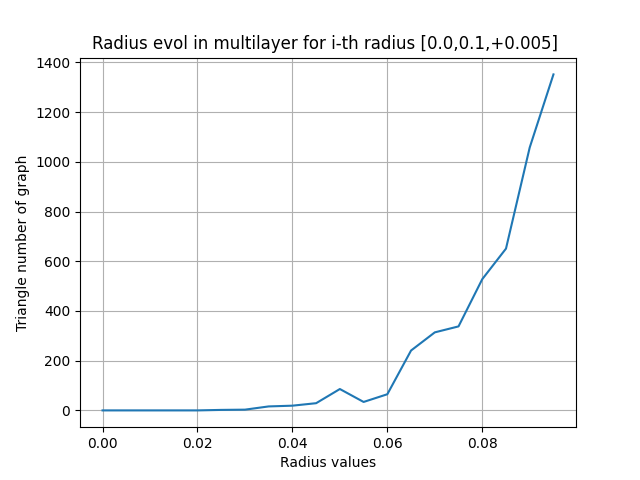 Radius evol in multilayer for i-th radius [0.0,0.1,+0.005]
1400
1200
1000
800
600
400
200
0
Triangle number of graph
0.00 0.02 0.04 0.06 0.08
Radius values